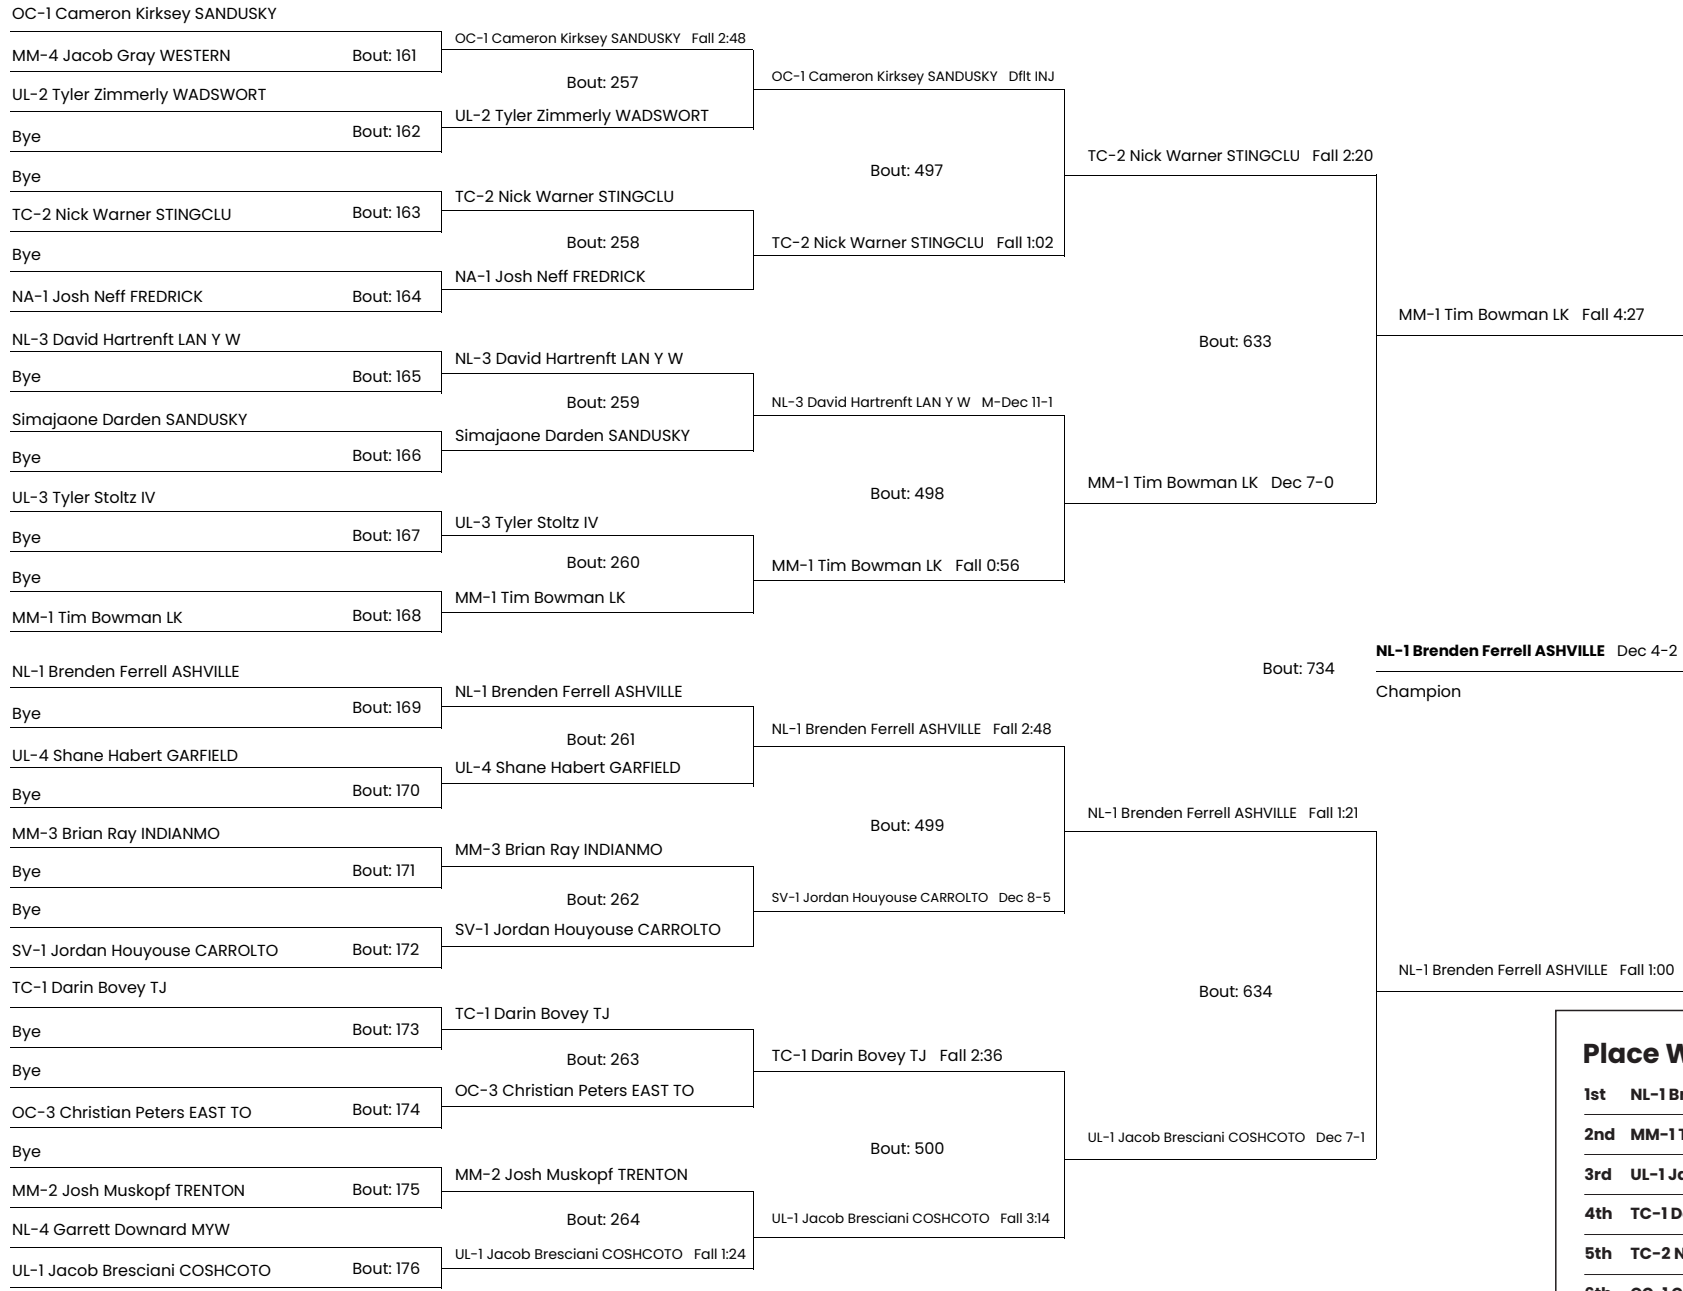 OC-1 Cameron Kirksey SANDUSKY
MM-4 Jacob Gray WESTERN
Bout: 161
UL-2 Tyler Zimmerly WADSWORT
Bye
Bout: 162
Bye
TC-2 Nick Warner STINGCLU
Bout: 163
Bye
NA-1 Josh Neff FREDRICK
Bout: 164
NL-3 David Hartrenft LAN Y W
Bye
Bout: 165
Simajaone Darden SANDUSKY
Bye
Bout: 166
UL-3 Tyler Stoltz IV
Bye
Bout: 167
Bye
MM-1 Tim Bowman LK
Bout: 168
NL-1 Brenden Ferrell ASHVILLE
Bye
Bout: 169
UL-4 Shane Habert GARFIELD
Bye
Bout: 170
MM-3 Brian Ray INDIANMO
Bye
Bout: 171
Bye
SV-1 Jordan Houyouse CARROLTO
Bout: 172
TC-1 Darin Bovey TJ
Bye
Bout: 173
Bye
OC-3 Christian Peters EAST TO
Bout: 174
Bye
MM-2 Josh Muskopf TRENTON
Bout: 175
NL-4 Garrett Downard MYW
UL-1 Jacob Bresciani COSHCOTO
Bout: 176
OC-1 Cameron Kirksey SANDUSKY Fall 2:48
Bout: 257
UL-2 Tyler Zimmerly WADSWORT
TC-2 Nick Warner STINGCLU
Bout: 258
NA-1 Josh Neff FREDRICK
NL-3 David Hartrenft LAN Y W
Bout: 259
Simajaone Darden SANDUSKY
UL-3 Tyler Stoltz IV
Bout: 260
MM-1 Tim Bowman LK
NL-1 Brenden Ferrell ASHVILLE
Bout: 261
UL-4 Shane Habert GARFIELD
MM-3 Brian Ray INDIANMO
Bout: 262
SV-1 Jordan Houyouse CARROLTO
TC-1 Darin Bovey TJ
Bout: 263
OC-3 Christian Peters EAST TO
MM-2 Josh Muskopf TRENTON
Bout: 264
UL-1 Jacob Bresciani COSHCOTO Fall 1:24
OC-1 Cameron Kirksey SANDUSKY Dflt INJ
Bout: 497
TC-2 Nick Warner STINGCLU Fall 1:02
NL-3 David Hartrenft LAN Y W M-Dec 11-1
Bout: 498
MM-1 Tim Bowman LK Fall 0:56
NL-1 Brenden Ferrell ASHVILLE Fall 2:48
Bout: 499
SV-1 Jordan Houyouse CARROLTO Dec 8-5
TC-1 Darin Bovey TJ Fall 2:36
Bout: 500
UL-1 Jacob Bresciani COSHCOTO Fall 3:14
TC-2 Nick Warner STINGCLU Fall 2:20
Bout: 633
MM-1 Tim Bowman LK Dec 7-0
NL-1 Brenden Ferrell ASHVILLE Fall 1:21
Bout: 634
UL-1 Jacob Bresciani COSHCOTO Dec 7-1
MM-1 Tim Bowman LK Fall 4:27
Bout: 734
NL-1 Brenden Ferrell ASHVILLE Dec 4-2
Champion
NL-1 Brenden Ferrell ASHVILLE Fall 1:00
Place
1st NL-1
2nd MM-1
3rd UL-1
4th TC-1
5th TC-2